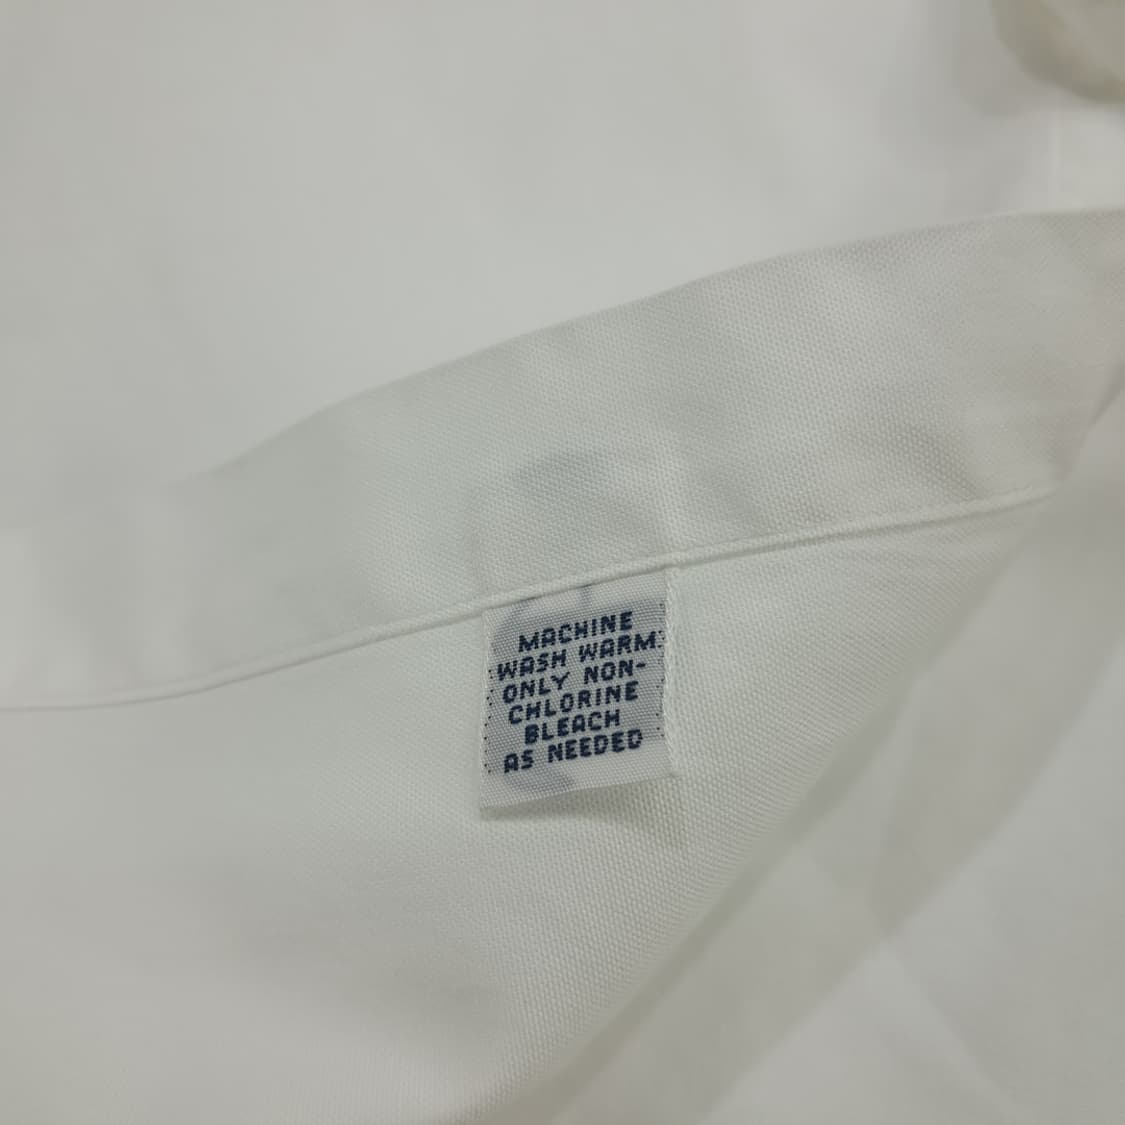 MACHINE
WASH WARM
ONLY NON-
CHLORINE
BLEACH
AS NEEDED